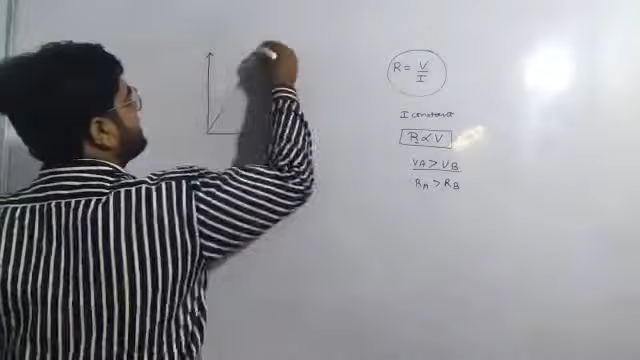 R = V/I
I constant
R ∝ V
VA > VB
RA > RB